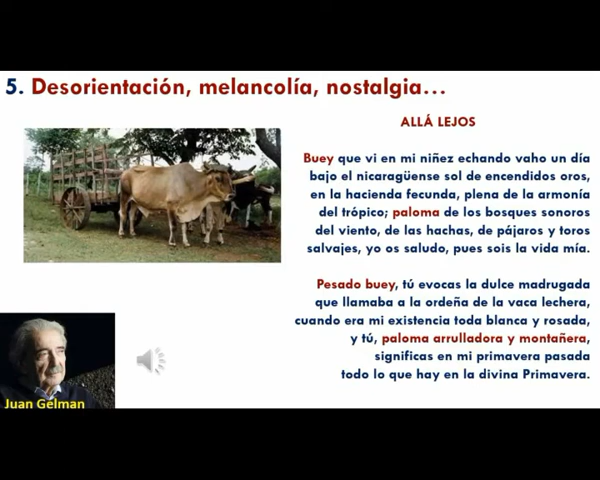 5. Desorientación, melancolía, nostalgia…
ALLÁ LEJOS
Buey que vi en mi niñez echando vaho un día
bajo el nicaragüense sol de encendidos oros,
en la hacienda fecunda, plena de la armonía
del trópico; paloma de los bosques sonoros
del viento, de las hachas, de pájaros y toros
salvajes, yo os saludo, pues sois la vida mía.
Pesado buey, tú evocas la dulce madrugada
que llamaba a la ordeña de la vaca lechera,
cuando era mi existencia toda blanca y rosada,
y tú, paloma arrulladora y montañera,
significas en mi primavera pasada
todo lo que hay en la divina Primavera.
Juan Gelman